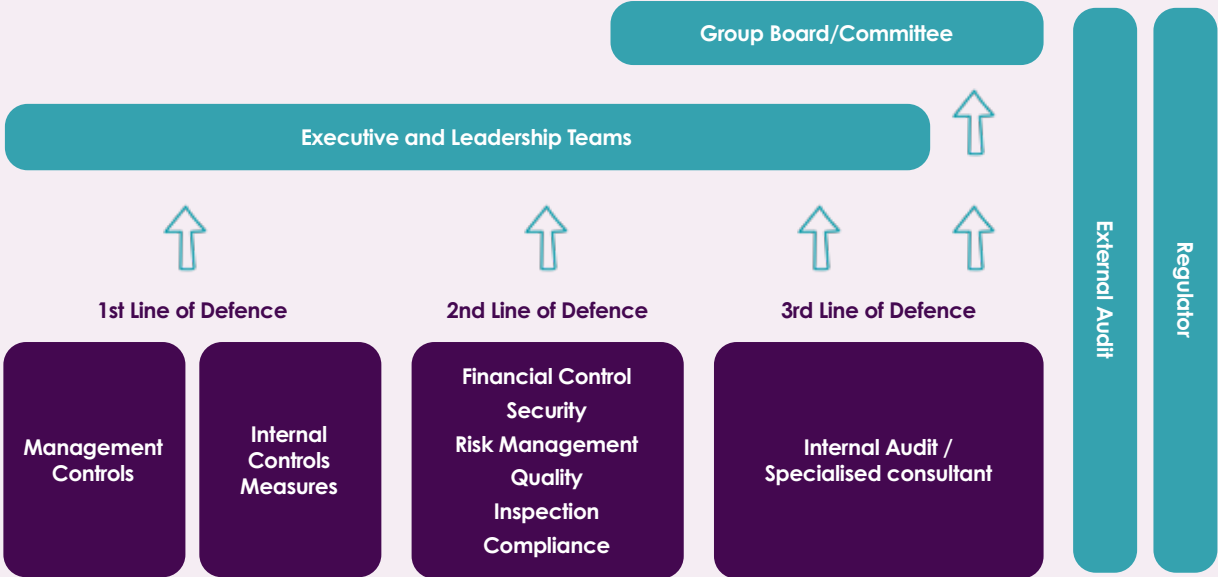 Group Board/Committee
Executive and Leadership Teams
1st Line of Defence
2nd Line of Defence
3rd Line of Defence
Management
Controls
Internal
Controls
Measures
Financial Control
Security
Risk Management
Quality
Inspection
Compliance
Internal Audit /
Specialised consultant
External Audit
Regulator